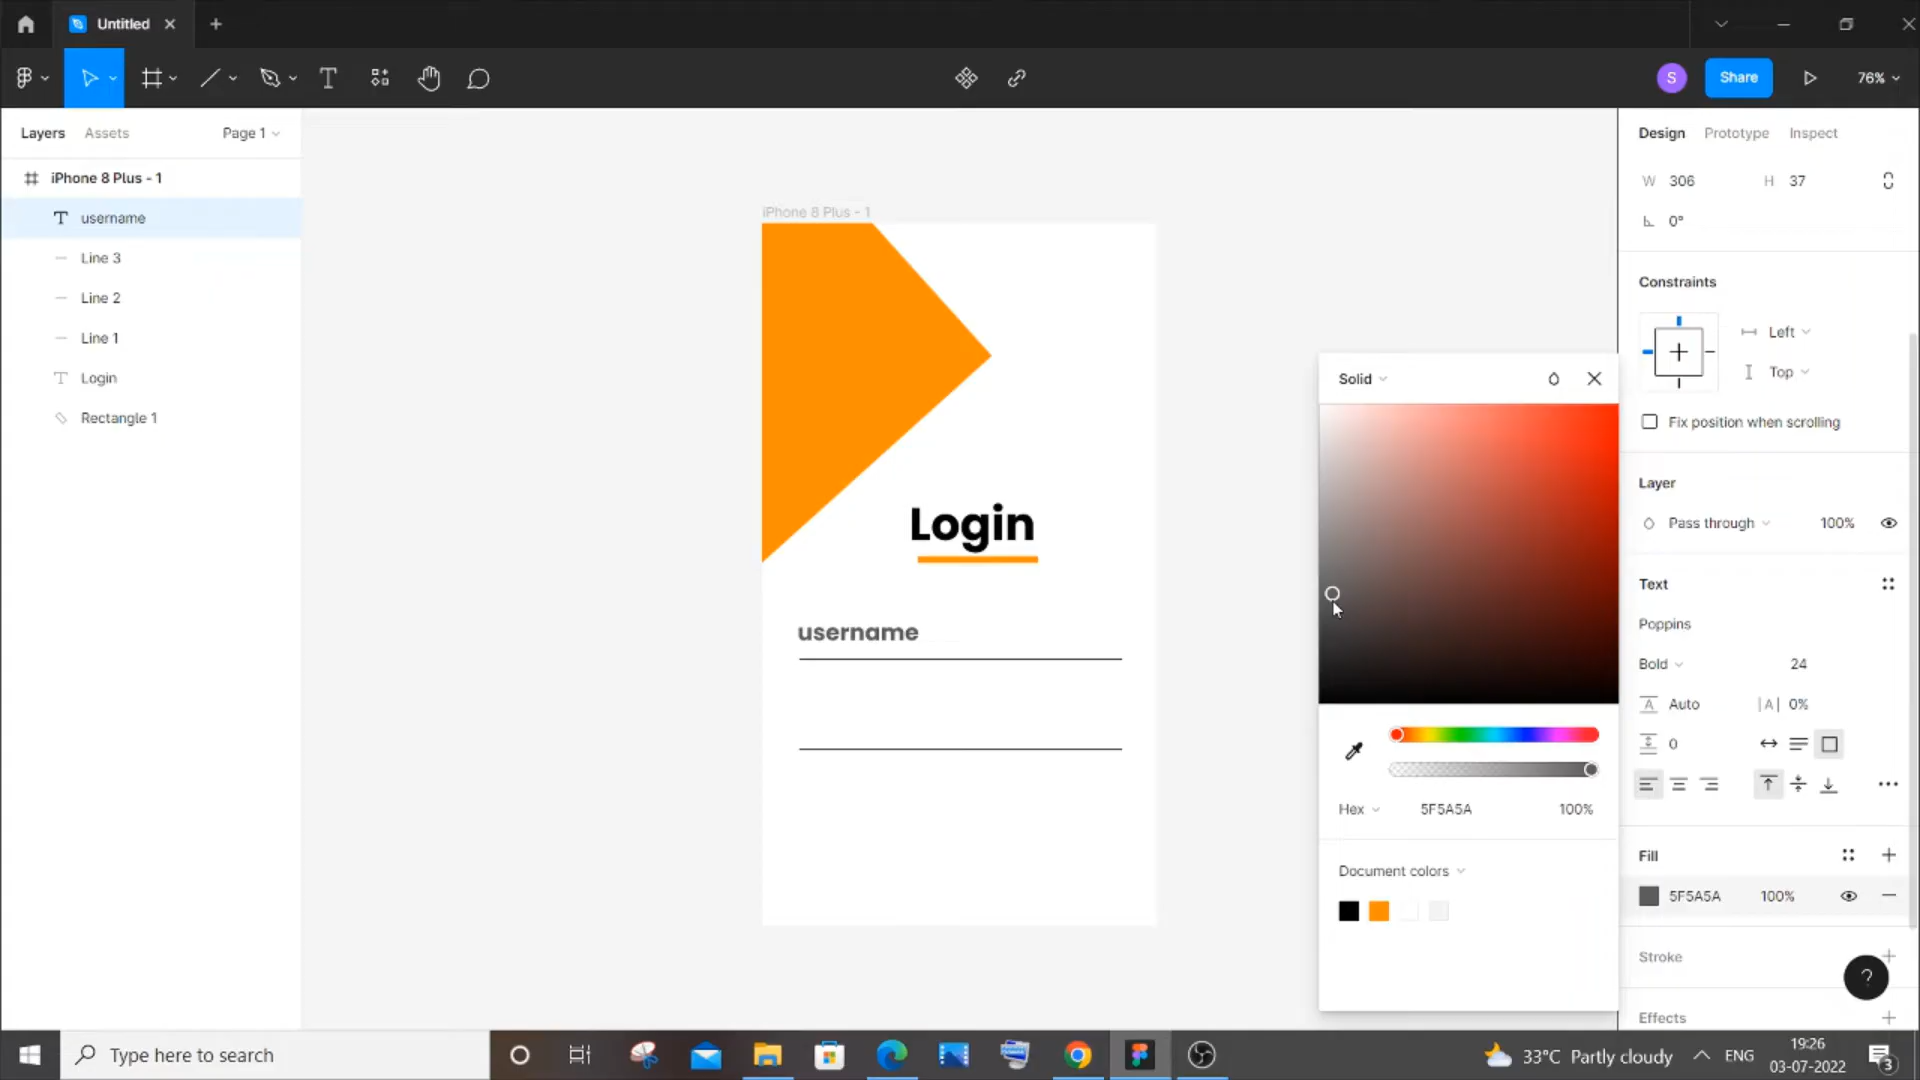 Untitled
S
Share
76%
Layers
Assets
Page 1
iPhone 8 Plus - 1
username
Line 3
Line 2
Line 1
Login
Rectangle 1
iPhone 8 Plus - 1
Login
username
Solid
Hex
5F5A5A
100%
Document colors
Design
Prototype
Inspect
W 306
H 37
0°
Constraints
Left
Top
Fix position when scrolling
Layer
Pass through
100%
Text
Poppins
Bold
24
A Auto
|A| 0%
0
Fill
5F5A5A
100%
Stroke
?
Effects
Type here to search
33°C Partly cloudy
ENG
19:26
03-07-2022
3